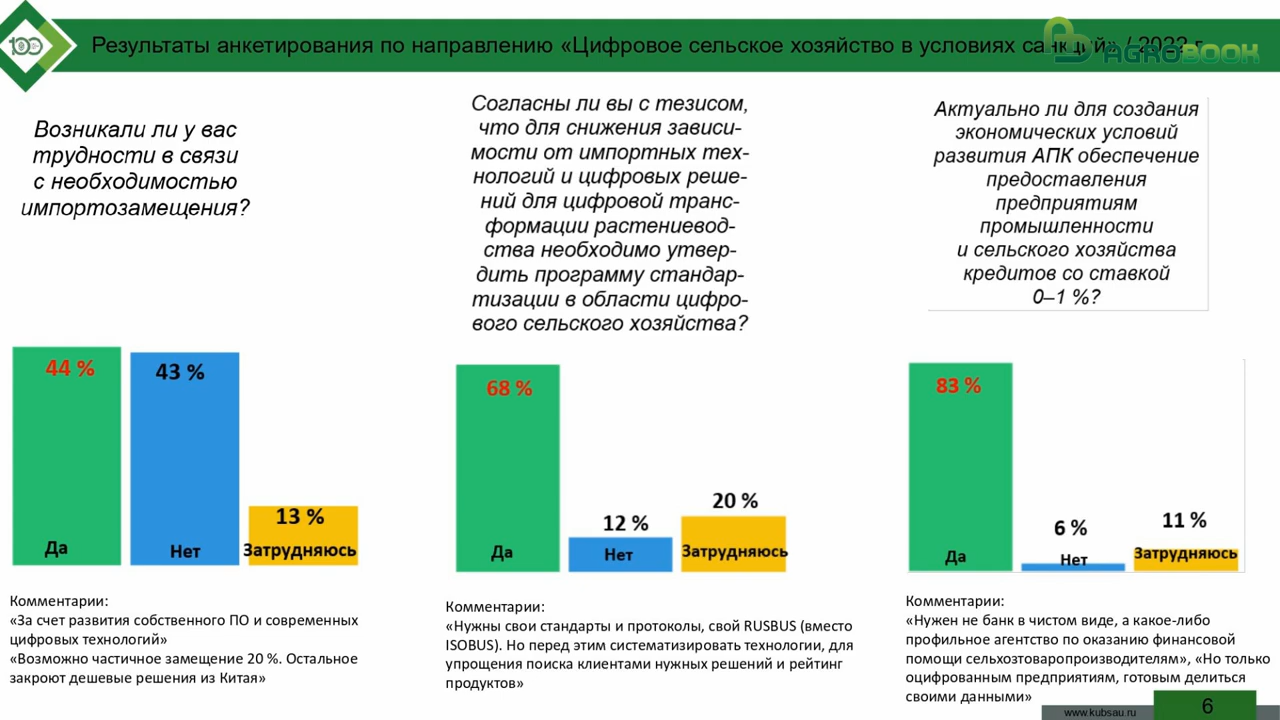 100
Результаты анкетирования по направлению «Цифровое сельское хозяйство в условиях санкций» / 2022 г.
AGROBOOK
Возникали ли у вас
трудности в связи
с необходимостью
импортозамещения?
44 %
43 %
13 %
Да
Нет
Затрудняюсь
Комментарии:
«За счет развития собственного ПО и современных
цифровых технологий»
«Возможно частичное замещение 20 %. Остальное
закроют дешевые решения из Китая»
Согласны ли вы с тезисом,
что для снижения зависи-
мости от импортных тех-
нологий и цифровых реше-
ний для цифровой транс-
формации растениевод-
ства необходимо утвер-
дить программу стандар-
тизации в области цифро-
вого сельского хозяйства?
68 %
12 %
20 %
Да
Нет
Затрудняюсь
Комментарии:
«Нужны свои стандарты и протоколы, свой RUSBUS (вместо
ISOBUS). Но перед этим систематизировать технологии, для
упрощения поиска клиентами нужных решений и рейтинг
продуктов»
Актуально ли для создания
экономических условий
развития АПК обеспечение
предоставления
предприятиям
промышленности
и сельского хозяйства
кредитов со ставкой
0–1 %?
83 %
6 %
11 %
Да
Нет
Затрудняюсь
Комментарии:
«Нужен не банк в чистом виде, а какое-либо
профильное агентство по оказанию финансовой
помощи сельхозтоваропроизводителям», «Но только
оцифрованным предприятиям, готовым делиться
своими данными»
www.kubsau.ru
6